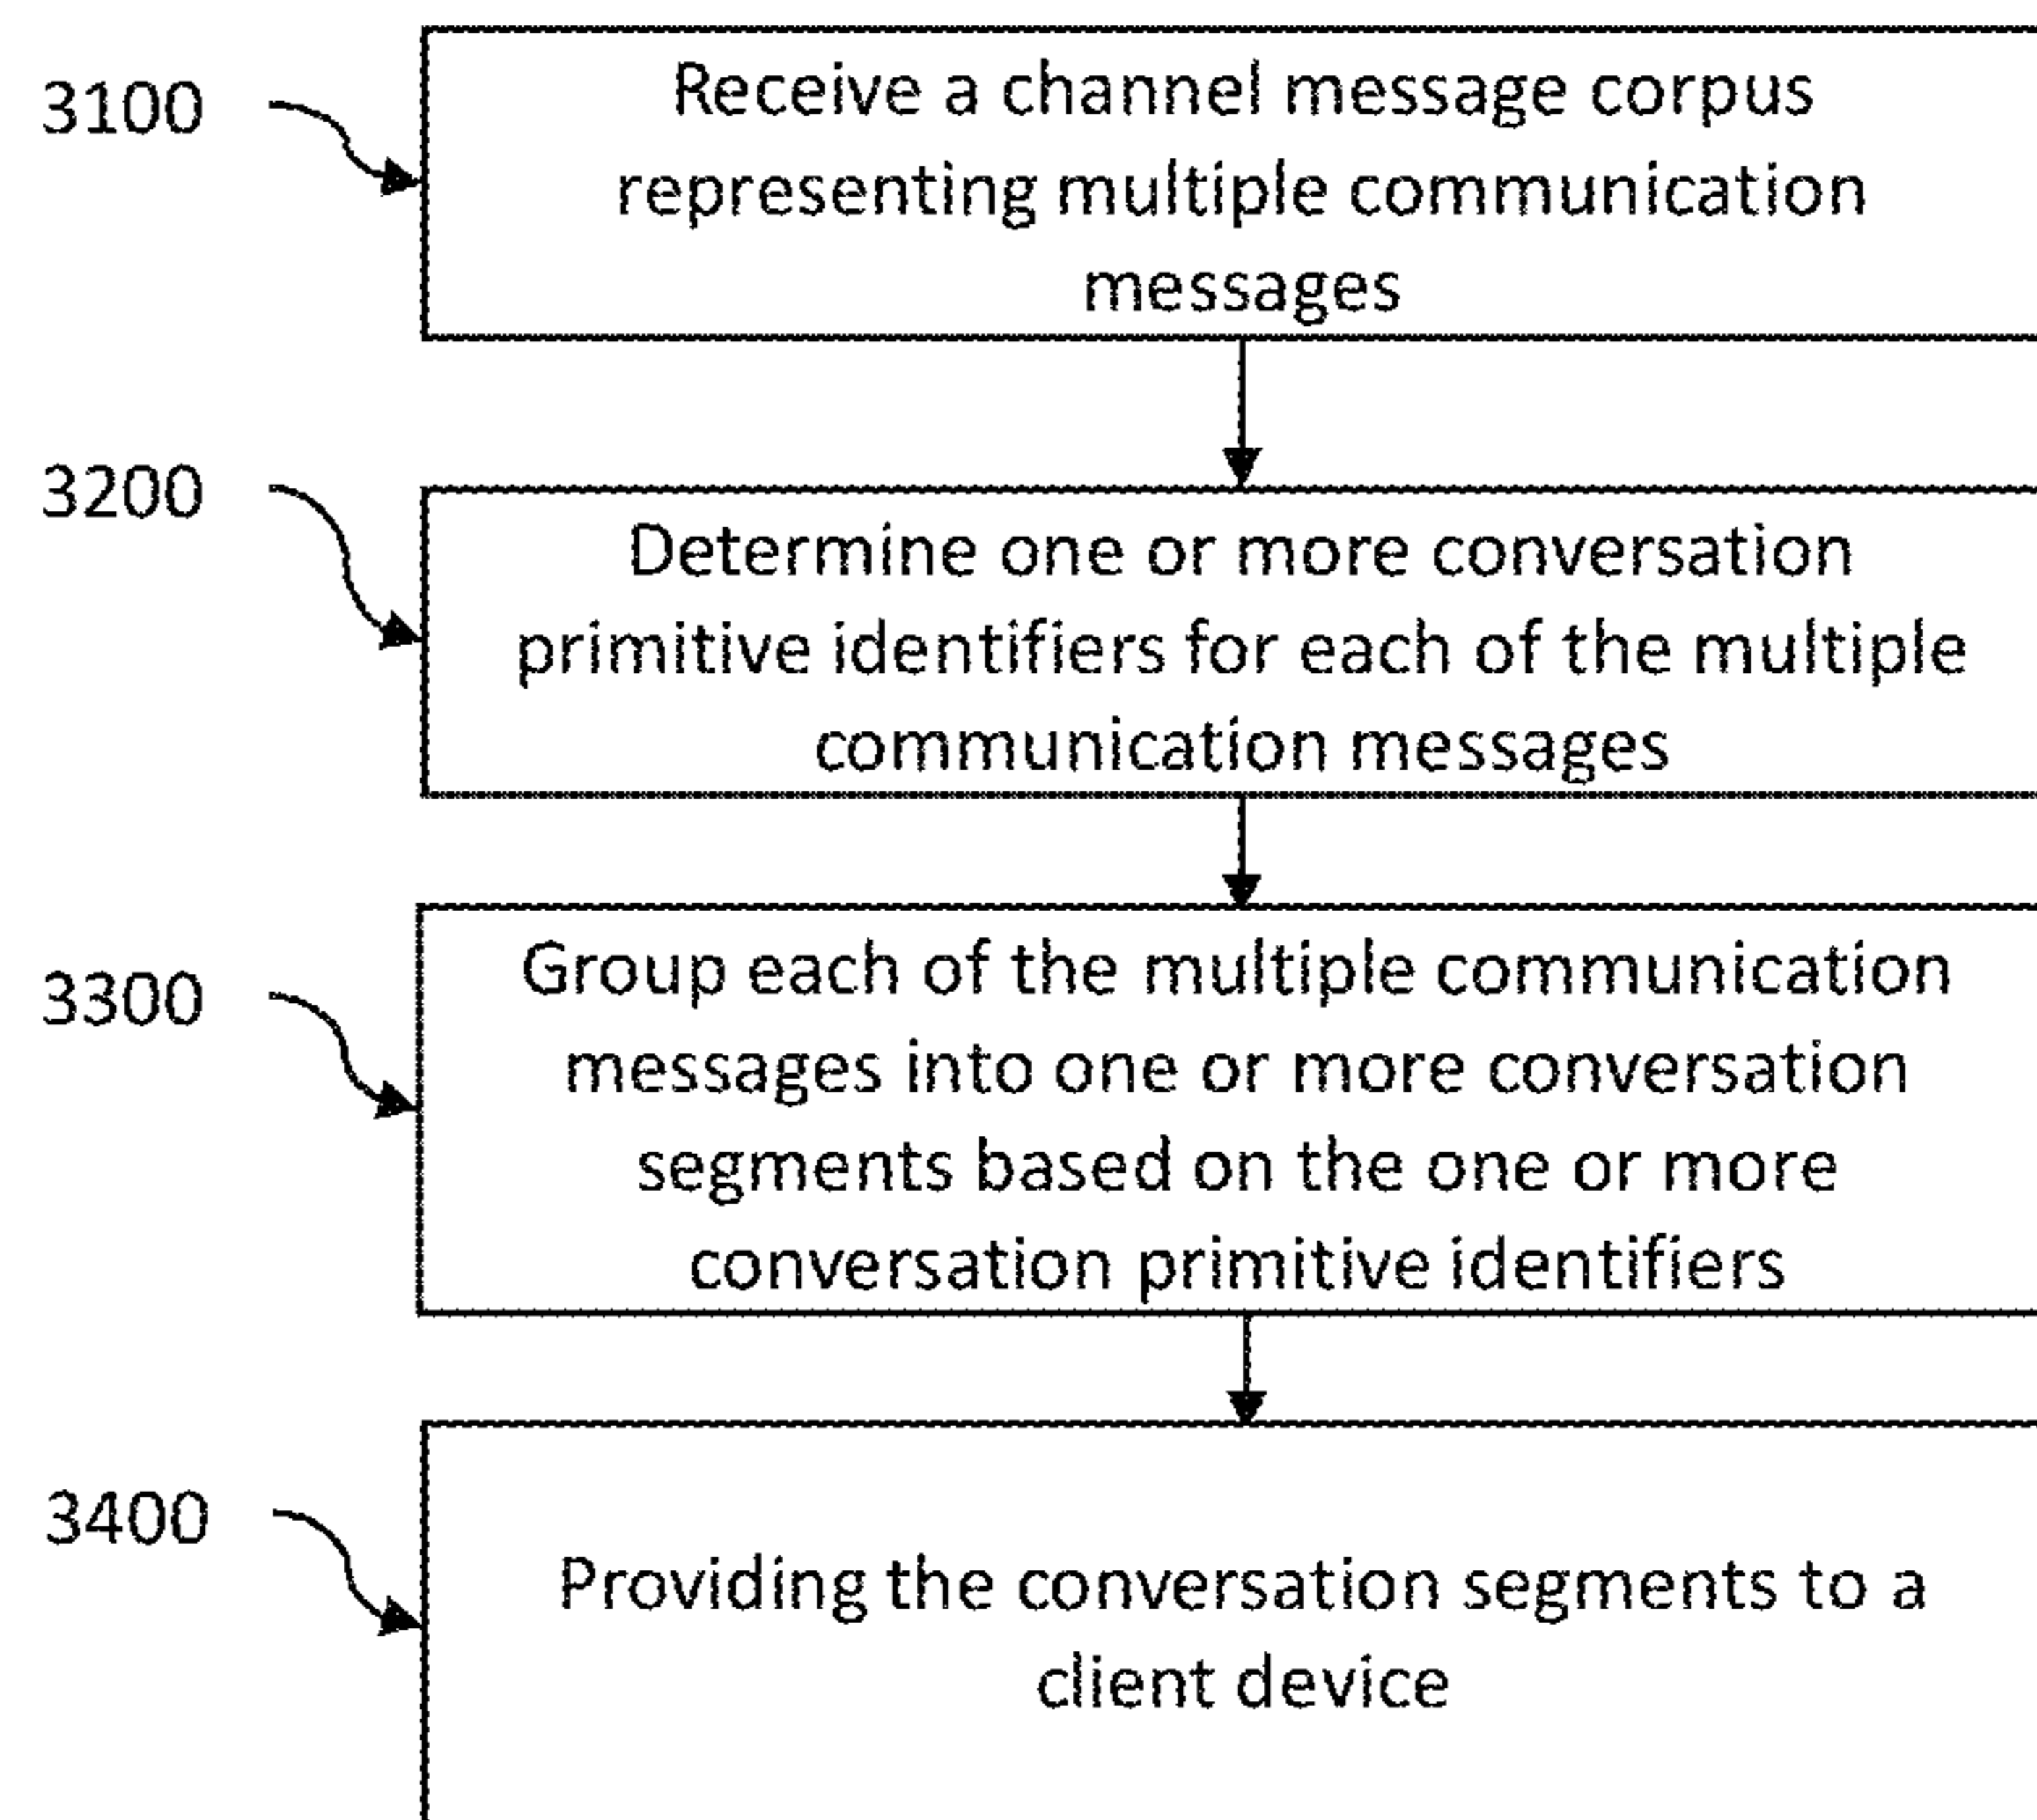 3100
Receive a channel message corpus
representing multiple communication
messages
3200
Determine one or more conversation
primitive identifiers for each of the multiple
communication messages
3300
Group each of the multiple communication
messages into one or more conversation
segments based on the one or more
conversation primitive identifiers
3400
Providing the conversation segments to a
client device